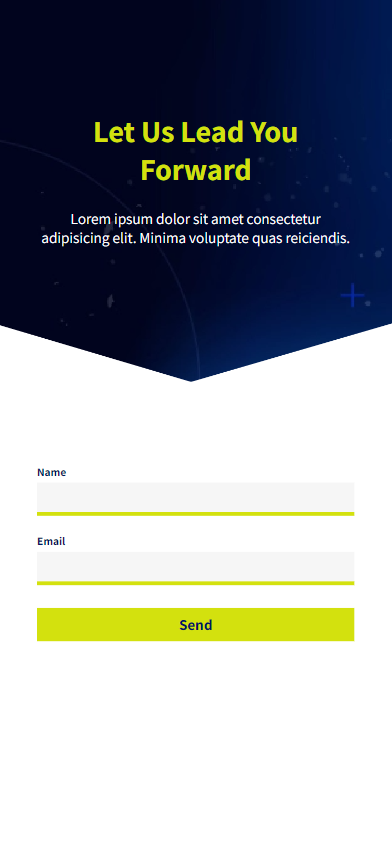 Let Us Lead You
Forward
Lorem ipsum dolor sit amet consectetur
adipisicing elit. Minima voluptate quas reiciendis.
Name
Email
Send